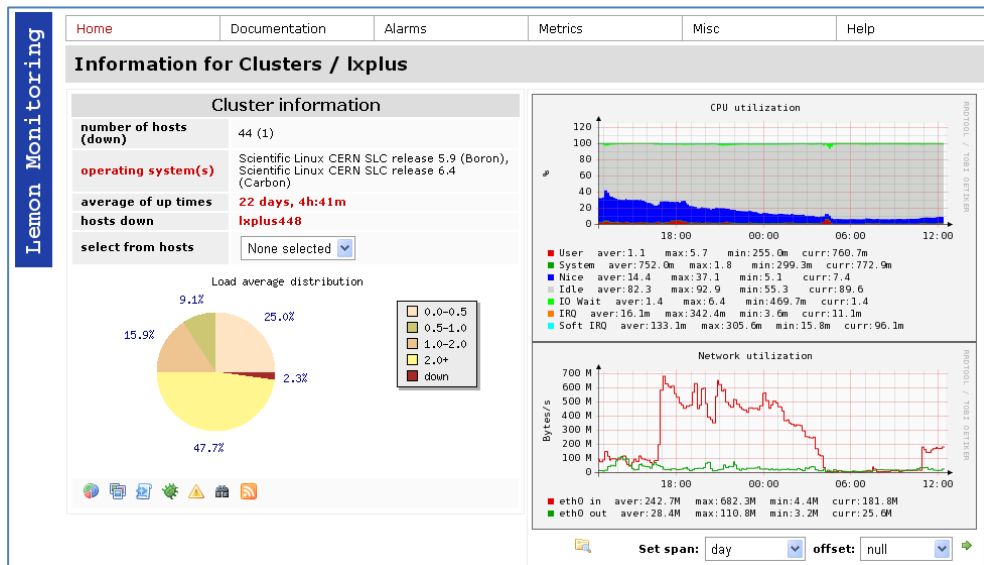 Lemon Monitoring
Home Documentation Alarms Metrics Misc Help
Information for Clusters / lxplus
Cluster information
number of hosts (down)
44 (1)
operating system(s)
Scientific Linux CERN SLC release 5.9 (Boron),
Scientific Linux CERN SLC release 6.4
(Carbon)
average of up times
22 days, 4h:41m
hosts down
lxplus448
select from hosts
None selected
Load average distribution
9.1%
25.0%
15.9%
2.3%
47.7%
0.0-0.5
0.5-1.0
1.0-2.0
2.0+
down
CPU utilization
RRDTOOL / TOBI OETIKER
%
120
100
80
60
40
20
0
18:00 00:00 06:00 12:00
User aver:1.1 max:5.7 min:255.0m curr:760.7m
System aver:752.0m max:1.8 min:299.3m curr:772.9m
Nice aver:14.4 max:37.1 min:5.1 curr:7.4
Idle aver:82.3 max:92.9 min:55.3 curr:89.6
IO Wait aver:1.4 max:6.4 min:469.7m curr:1.4
IRQ aver:16.1m max:342.4m min:3.6m curr:11.1m
Soft IRQ aver:133.1m max:305.6m min:15.8m curr:96.1m
Network utilization
RRDTOOL / TOBI OETIKER
Bytes/s
700 M
600 M
500 M
400 M
300 M
200 M
100 M
0
18:00 00:00 06:00 12:00
eth0 in aver:242.7M max:682.3M min:4.4M curr:181.8M
eth0 out aver:28.4M max:110.8M min:3.2M curr:25.6M
Set span: day offset: null